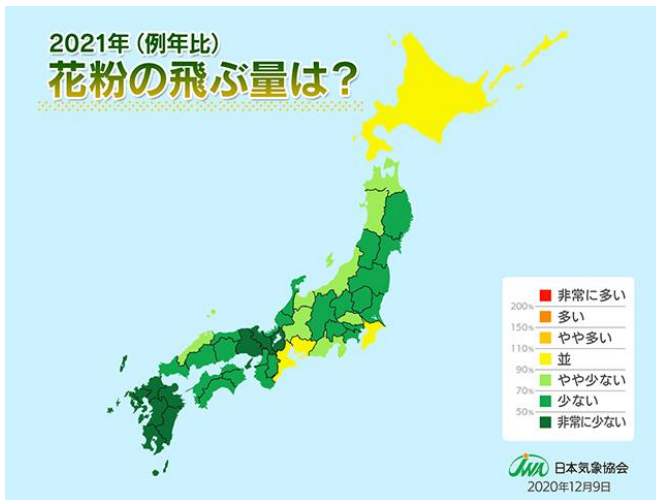 2021年（例年比）
花粉の飛ぶ量は？
非常に多い
200%
多い
150%
やや多い
110%
並
90%
やや少ない
70%
少ない
50%
非常に少ない
JWA 日本気象協会
2020年12月9日